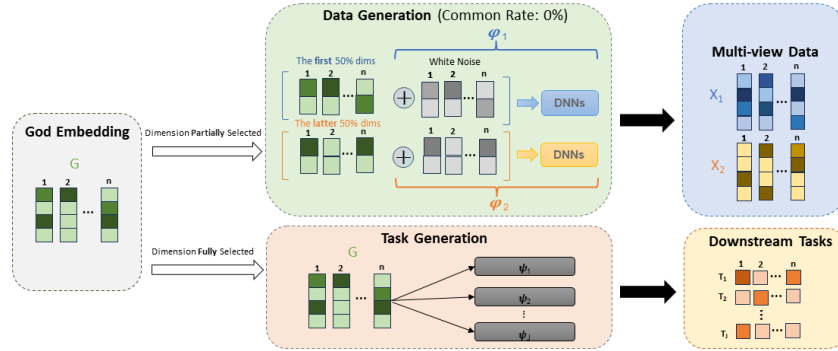 Data Generation (Common Rate: 0%)
φ1
The first 50% dims
White Noise
1 2 ... n
1 2 ... n
DNNs
The latter 50% dims
1 2 ... n
1 2 ... n
DNNs
φ2
God Embedding
G
1 2 ... n
Dimension Partially Selected
Dimension Fully Selected
Multi-view Data
1 2 n
X1
...
X2
...
Task Generation
G
1 2 ... n
ψ1
ψ2
⋮
ψJ
Downstream Tasks
1 2 n
T1 ...
T2 ...
⋮
TJ ...